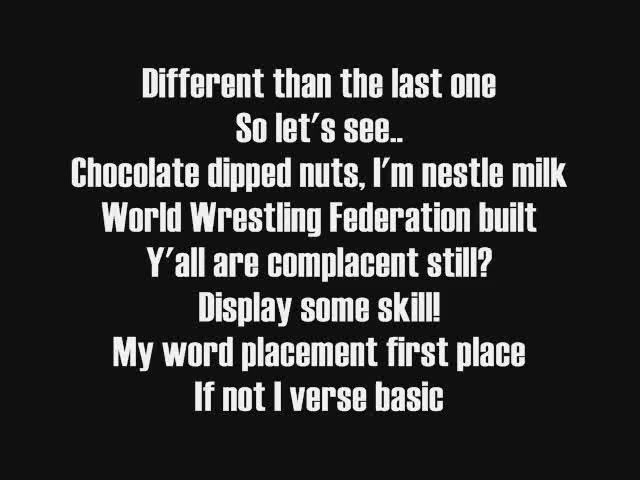 Different than the last one
So let's see..
Chocolate dipped nuts, I'm nestle milk
World Wrestling Federation built
Y'all are complacent still?
Display some skill!
My word placement first place
If not I verse basic